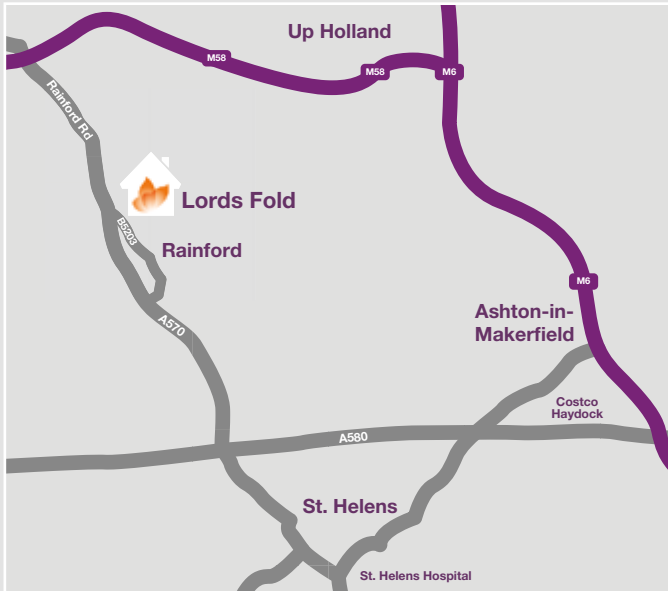 Up Holland
M58
M58
M6
Rainford Rd
Lords Fold
B5203
Rainford
M6
A570
Ashton-in-
Makerfield
Costco
Haydock
A580
St. Helens
St. Helens Hospital